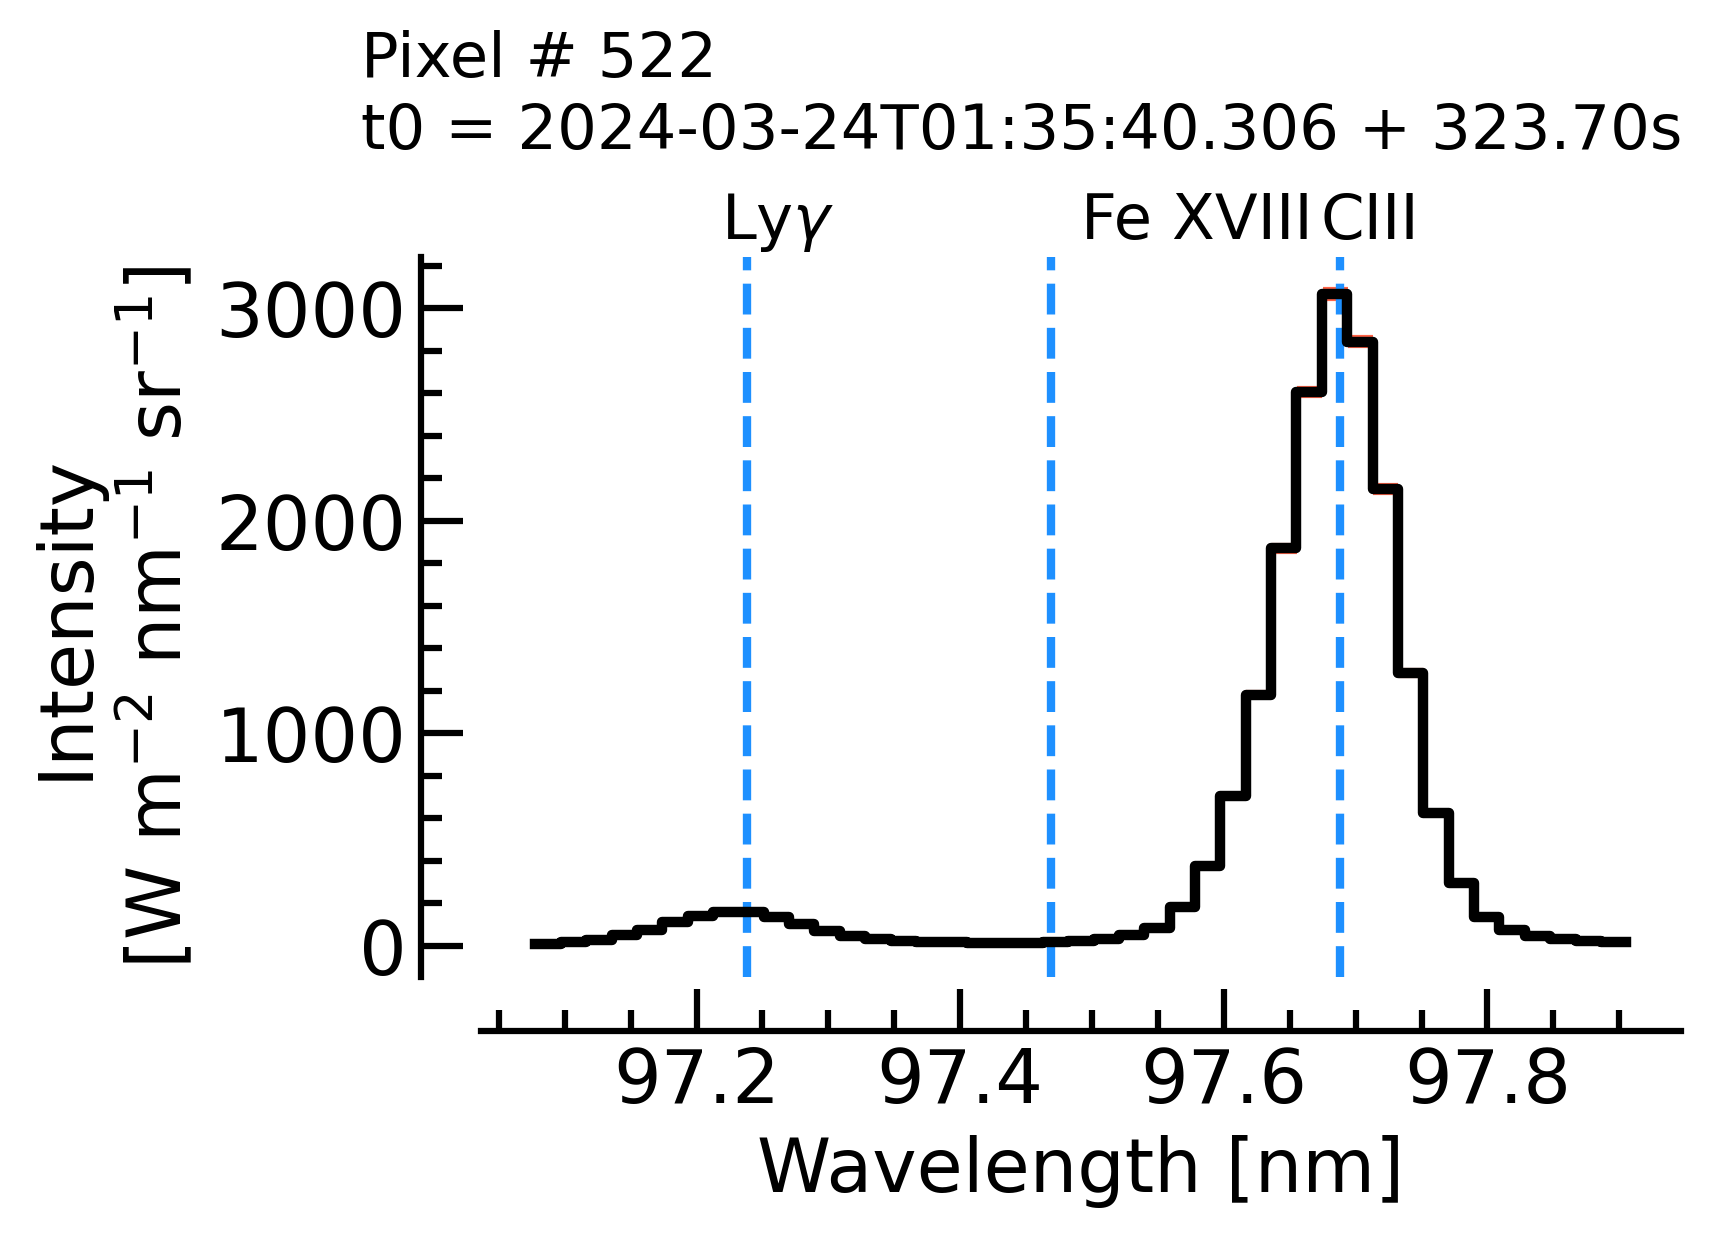 Pixel # 522
t0 = 2024-03-24T01:35:40.306 + 323.70s
Lyγ Fe XVIII CIII
Intensity
[W m⁻² nm⁻¹ sr⁻¹]
3000
2000
1000
0
97.2 97.4 97.6 97.8
Wavelength [nm]